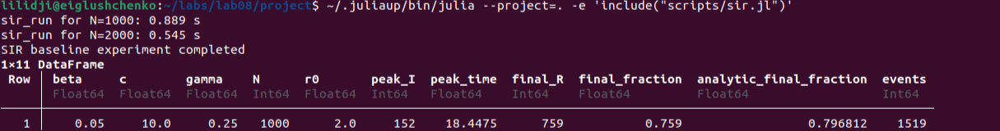 lilidji@eiglushchenko:~/labs/lab08/project$ ~/.juliaup/bin/julia --project=. -e 'include("scripts/sir.jl")'
sir_run for N=1000: 0.889 s
sir_run for N=2000: 0.545 s
SIR baseline experiment completed
1×11 DataFrame
Row beta c gamma N r0 peak_I peak_time final_R final_fraction analytic_final_fraction events
Float64 Float64 Float64 Int64 Float64 Int64 Float64 Int64 Float64 Float64 Int64
1 0.05 10.0 0.25 1000 2.0 152 18.4475 759 0.759 0.796812 1519